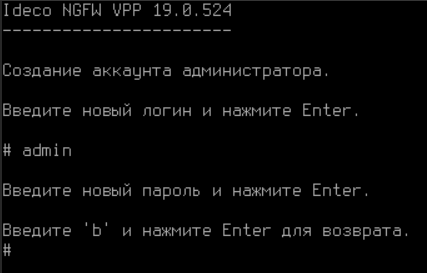 Ideco NGFW VPP 19.0.524
-----------------------
Создание аккаунта администратора.
Введите новый логин и нажмите Enter.
# admin
Введите новый пароль и нажмите Enter.
Введите 'b' и нажмите Enter для возврата.
#